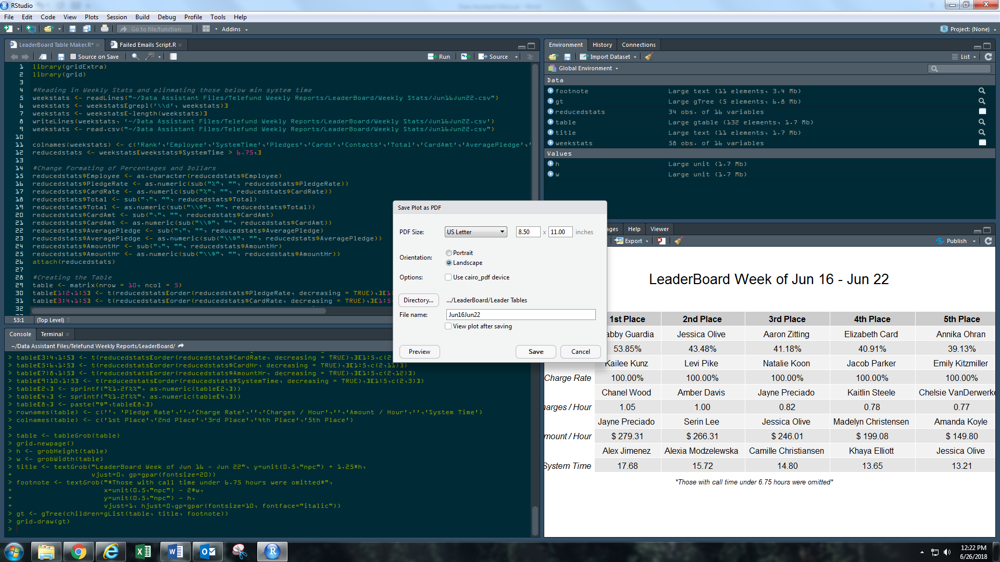 RStudio
File Edit Code View Plots Session Build Debug Profile Tools Help
Go to file/function Addins Project: (None)
LeaderBoard Table Maker.R* Failed Emails Script.R
Source on Save Run Source
1 library(gridExtra)
2 library(grid)
3
4 #Reading in Weekly Stats and elinmating those below min system time
5 weekstats <- readLines("~/Data Assistant Files/Telefund Weekly Reports/LeaderBoard/Weekly Stats/Jun16Jun22.csv")
6 weekstats <- weekstats[grepl('\\d', weekstats)]
7 weekstats <- weekstats[-length(weekstats)]
8 writeLines(weekstats, '~/Data Assistant Files/Telefund Weekly Reports/LeaderBoard/Weekly Stats/Jun16Jun22.csv')
9 weekstats <- read.csv("~/Data Assistant Files/Telefund Weekly Reports/LeaderBoard/Weekly Stats/Jun16Jun22.csv")
10
11 colnames(weekstats) <- c('Rank','Employee','SystemTime','Pledges','Cards','Contacts','Total','CardAmt','AveragePledge','
12 reducedstats <- weekstats[weekstats$SystemTime > 6.75,]
13
14 #Change Formating of Percentages and Dollars
15 reducedstats$Employee <- as.character(reducedstats$Employee)
16 reducedstats$PledgeRate <- as.numeric(sub("%", "", reducedstats$PledgeRate))
17 reducedstats$CardRate <- as.numeric(sub("%", "", reducedstats$CardRate))
18 reducedstats$Total <- sub(",", "", reducedstats$Total)
19 reducedstats$Total <- as.numeric(sub("\\$", "", reducedstats$Total))
20 reducedstats$CardAmt <- sub(",", "", reducedstats$CardAmt)
21 reducedstats$CardAmt <- as.numeric(sub("\\$", "", reducedstats$CardAmt))
22 reducedstats$AveragePledge <- sub(",", "", reducedstats$AveragePledge)
23 reducedstats$AveragePledge <- as.numeric(sub("\\$", "", reducedstats$AveragePledge))
24 reducedstats$AmountHr <- sub(",", "", reducedstats$AmountHr)
25 reducedstats$AmountHr <- as.numeric(sub("\\$", "", reducedstats$AmountHr))
26 attach(reducedstats)
27
28 #Creating the Table
29 table <- matrix(nrow = 10, ncol = 5)
30 table[1:2,1:5] <- t(reducedstats[order(reducedstats$PledgeRate, decreasing = TRUE),][1:
31 table[3:4,1:5] <- t(reducedstats[order(reducedstats$CardRate, decreasing = TRUE),][1:5
32
53:1 (Top Level)
Console Terminal
~/Data Assistant Files/Telefund Weekly Reports/LeaderBoard/
> table[3:4,1:5] <- t(reducedstats[order(reducedstats$CardRate, decreasing = TRUE),][1:5,c(2
> table[5:6,1:5] <- t(reducedstats[order(reducedstats$CardHr, decreasing = TRUE),][1:5,c(2,11)])
> table[7:8,1:5] <- t(reducedstats[order(reducedstats$AmountHr, decreasing = TRUE),][1:5,c(2,12)])
> table[9:10,1:5] <- t(reducedstats[order(reducedstats$SystemTime, decreasing = TRUE),][1:5,c(2,3)])
> table[2,] <- sprintf("%1.2f%%", as.numeric(table[2,]))
> table[4,] <- sprintf("%1.2f%%", as.numeric(table[4,]))
> table[8,] <- paste("$",table[8,])
> rownames(table) <- c('', 'Pledge Rate','','Charge Rate','','Charges / Hour','','Amount / Hour','','System Time')
> colnames(table) <- c('1st Place','2nd Place','3rd Place','4th Place','5th Place')
>
> table <- tableGrob(table)
> grid.newpage()
> h <- grobHeight(table)
> w <- grobWidth(table)
> title <- textGrob("LeaderBoard Week of Jun 16 - Jun 22", y=unit(0.5,"npc") + 1.25*h,
+ vjust=0, gp=gpar(fontsize=20))
> footnote <- textGrob("*Those with call time under 6.75 hours were omitted*",
+ x=unit(0.5,"npc") - 2*w,
+ y=unit(0.5,"npc") - h,
+ vjust=1, hjust=0,gp=gpar(fontsize=10, fontface="italic"))
> gt <- gTree(children=gList(table, title, footnote))
> grid.draw(gt)
>
Environment History Connections
Import Dataset List
Global Environment
Data
footnote Large text (11 elements, 3.4 Mb)
gt Large gTree (5 elements, 6.8 Mb)
reducedstats 34 obs. of 16 variables
table Large gtable (132 elements, 1.7 Mb)
title Large text (11 elements, 1.7 Mb)
weekstats 58 obs. of 16 variables
Values
h Large unit (1.7 Mb)
w Large unit (1.7 Mb)
Save Plot as PDF
PDF Size: US Letter 8.50 x 11.00 inches
Orientation: Portrait
Landscape
Options: Use cairo_pdf device
Directory... .../LeaderBoard/Leader Tables
File name: Jun16Jun22
View plot after saving
Preview Save Cancel
ages Help Viewer
Export Publish
LeaderBoard Week of Jun 16 - Jun 22
1st Place 2nd Place 3rd Place 4th Place 5th Place
abby Guardia Jessica Olive Aaron Zitting Elizabeth Card Annika Ohran
53.85% 43.48% 41.18% 40.91% 39.13%
Kailee Kunz Levi Pike Natalie Koon Jacob Parker Emily Kitzmiller
Charge Rate 100.00% 100.00% 100.00% 100.00% 100.00%
Chanel Wood Amber Davis Jayne Preciado Kaitlin Steele Chelsie VanDerwerke
harges / Hour 1.05 1.00 0.82 0.78 0.77
Jayne Preciado Serin Lee Jessica Olive Madelyn Christensen Amanda Koyle
mount / Hour $ 279.31 $ 266.31 $ 246.01 $ 199.08 $ 149.80
Alex Jimenez Alexia Modzelewska Camille Christiansen Khaya Elliott Jessica Olive
System Time 17.68 15.72 14.80 13.65 13.21
*Those with call time under 6.75 hours were omitted*
12:22 PM
6/26/2018